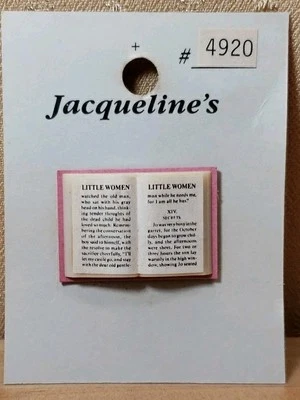 +
# 4920
Jacqueline's
LITTLE WOMEN
watched the old man,
who sat with his gray
head on his hand, think-
ing tender thoughts of
the dead child he had
loved so much. Remem-
bering the conversation
of the afternoon, the
boy said to himself, with
the resolve to make the
sacrifice cheerfully, "I'll
let my castle go, and stay
with the dear old gentle-
LITTLE WOMEN
man while he needs me,
for I am all he has."
XIV.
SECRETS.
Jo was very busy in the
garret, for the October
days began to grow chil-
ly, and the afternoons
were short. For two or
three hours the sun lay
warmly in the high win-
dow, showing Jo seated